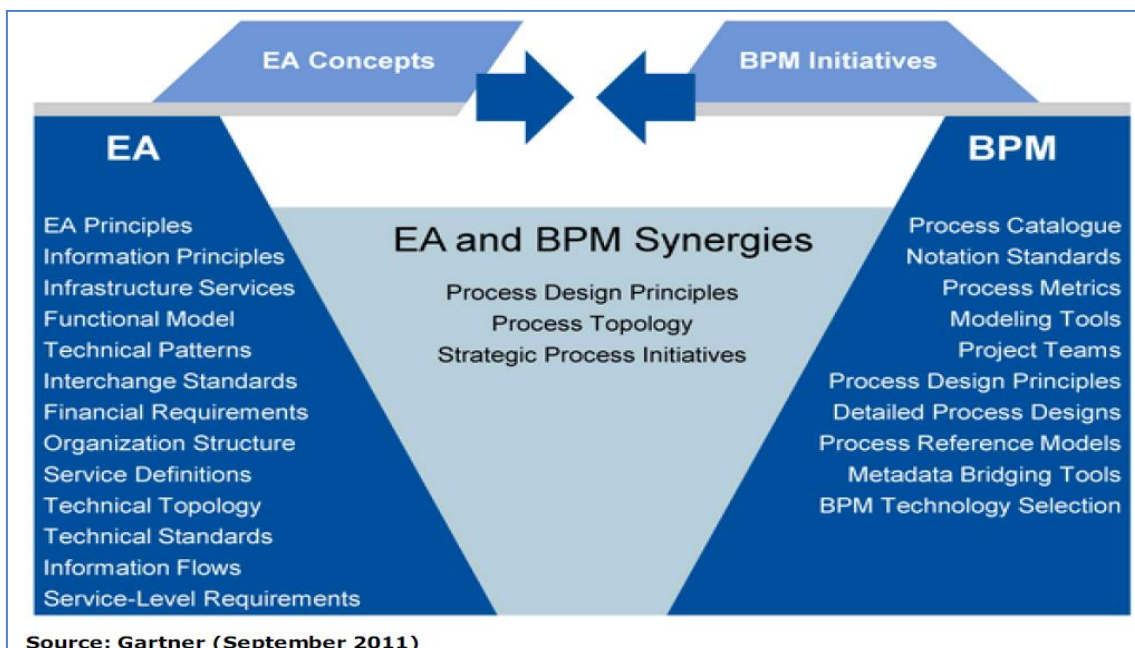 EA Concepts
BPM Initiatives
EA
EA Principles
Information Principles
Infrastructure Services
Functional Model
Technical Patterns
Interchange Standards
Financial Requirements
Organization Structure
Service Definitions
Technical Topology
Technical Standards
Information Flows
Service-Level Requirements
EA and BPM Synergies
Process Design Principles
Process Topology
Strategic Process Initiatives
BPM
Process Catalogue
Notation Standards
Process Metrics
Modeling Tools
Project Teams
Process Design Principles
Detailed Process Designs
Process Reference Models
Metadata Bridging Tools
BPM Technology Selection
Source: Gartner (September 2011)